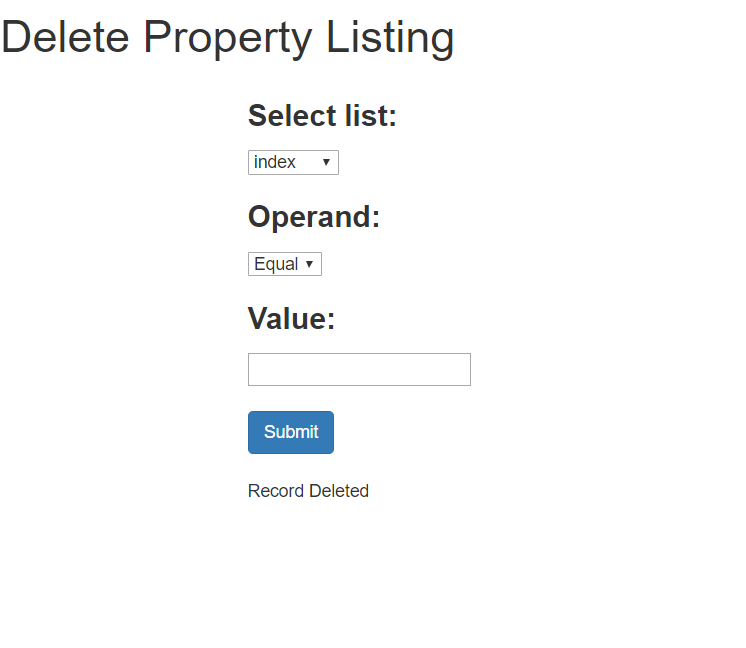 Delete Property Listing
Select list:
index
Operand:
Equal
Value:
Submit
Record Deleted